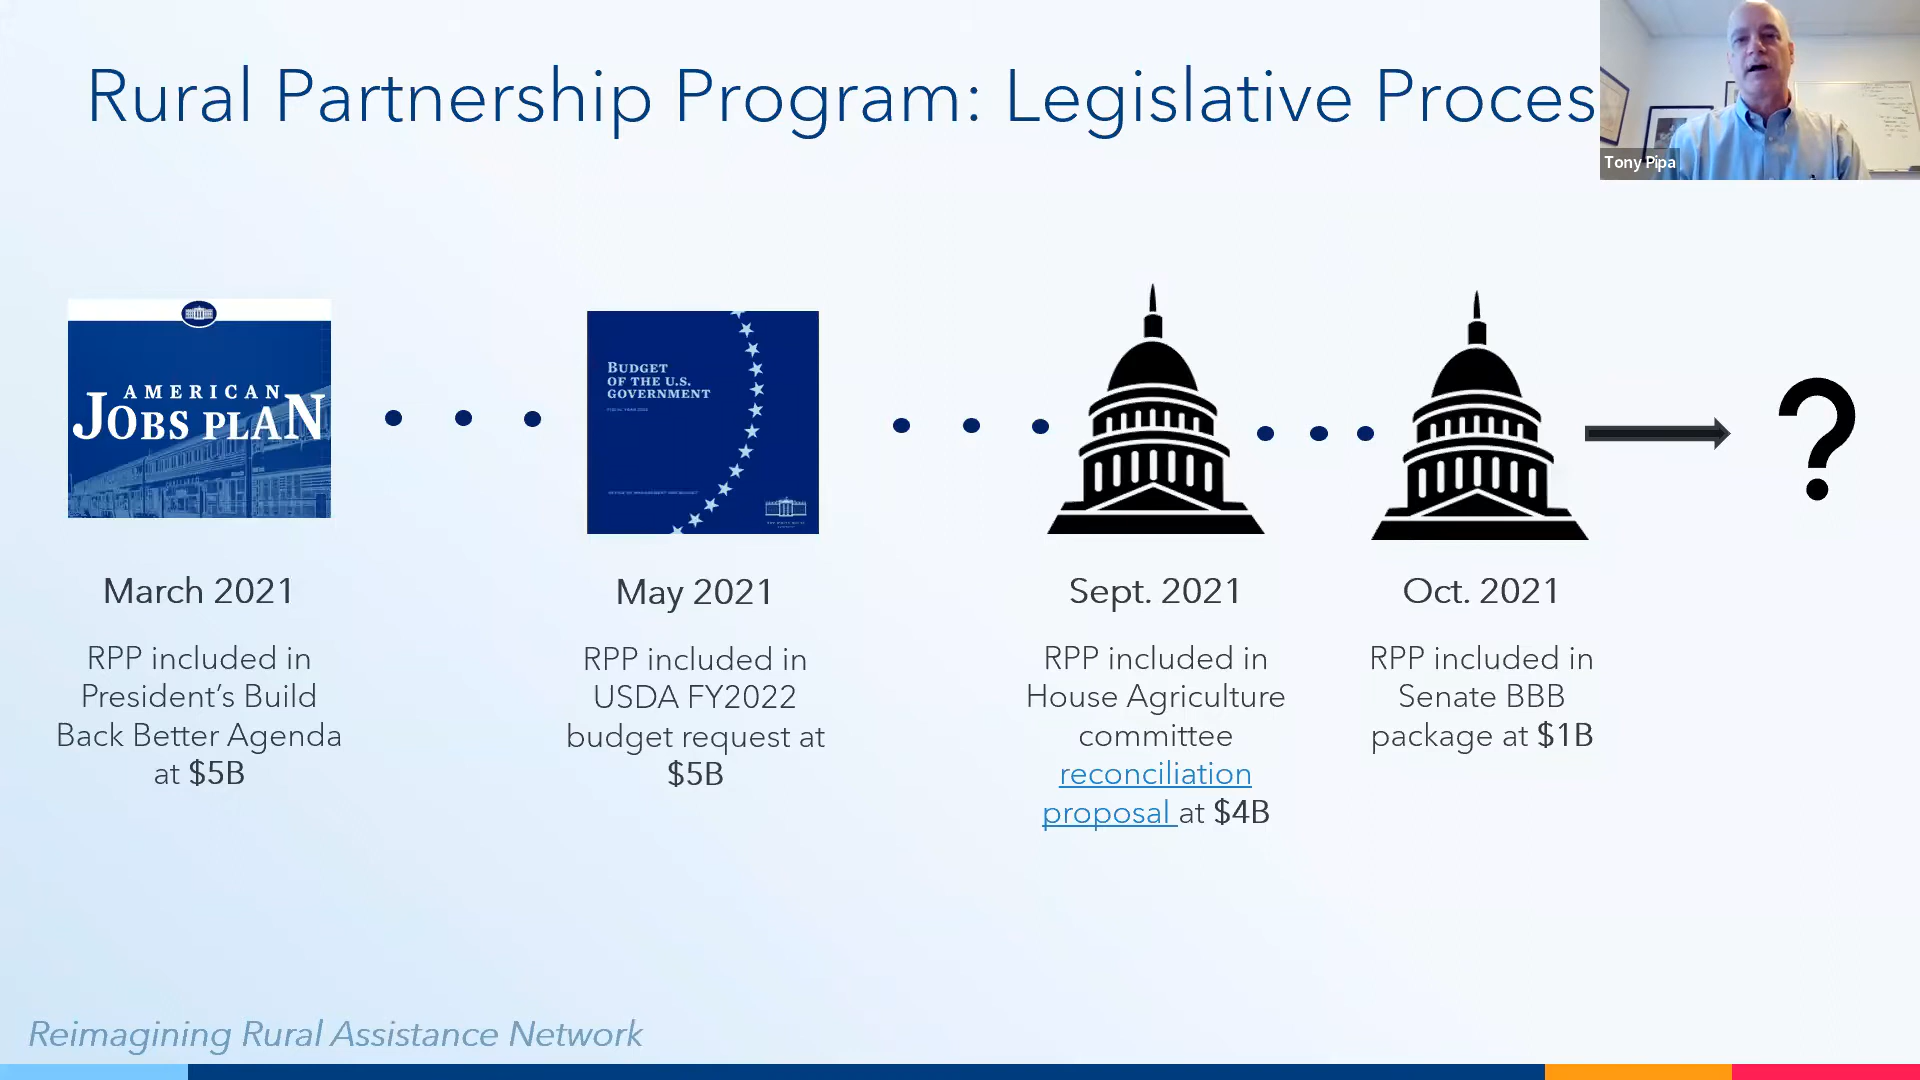 Rural Partnership Program: Legislative Proces
Tony Pipa
AMERICAN
JOBS PLAN
BUDGET
OF THE U.S.
GOVERNMENT
?
March 2021
RPP included in
President's Build
Back Better Agenda
at $5B
May 2021
RPP included in
USDA FY2022
budget request at
$5B
Sept. 2021
RPP included in
House Agriculture
committee
reconciliation
proposal at $4B
Oct. 2021
RPP included in
Senate BBB
package at $1B
Reimagining Rural Assistance Network